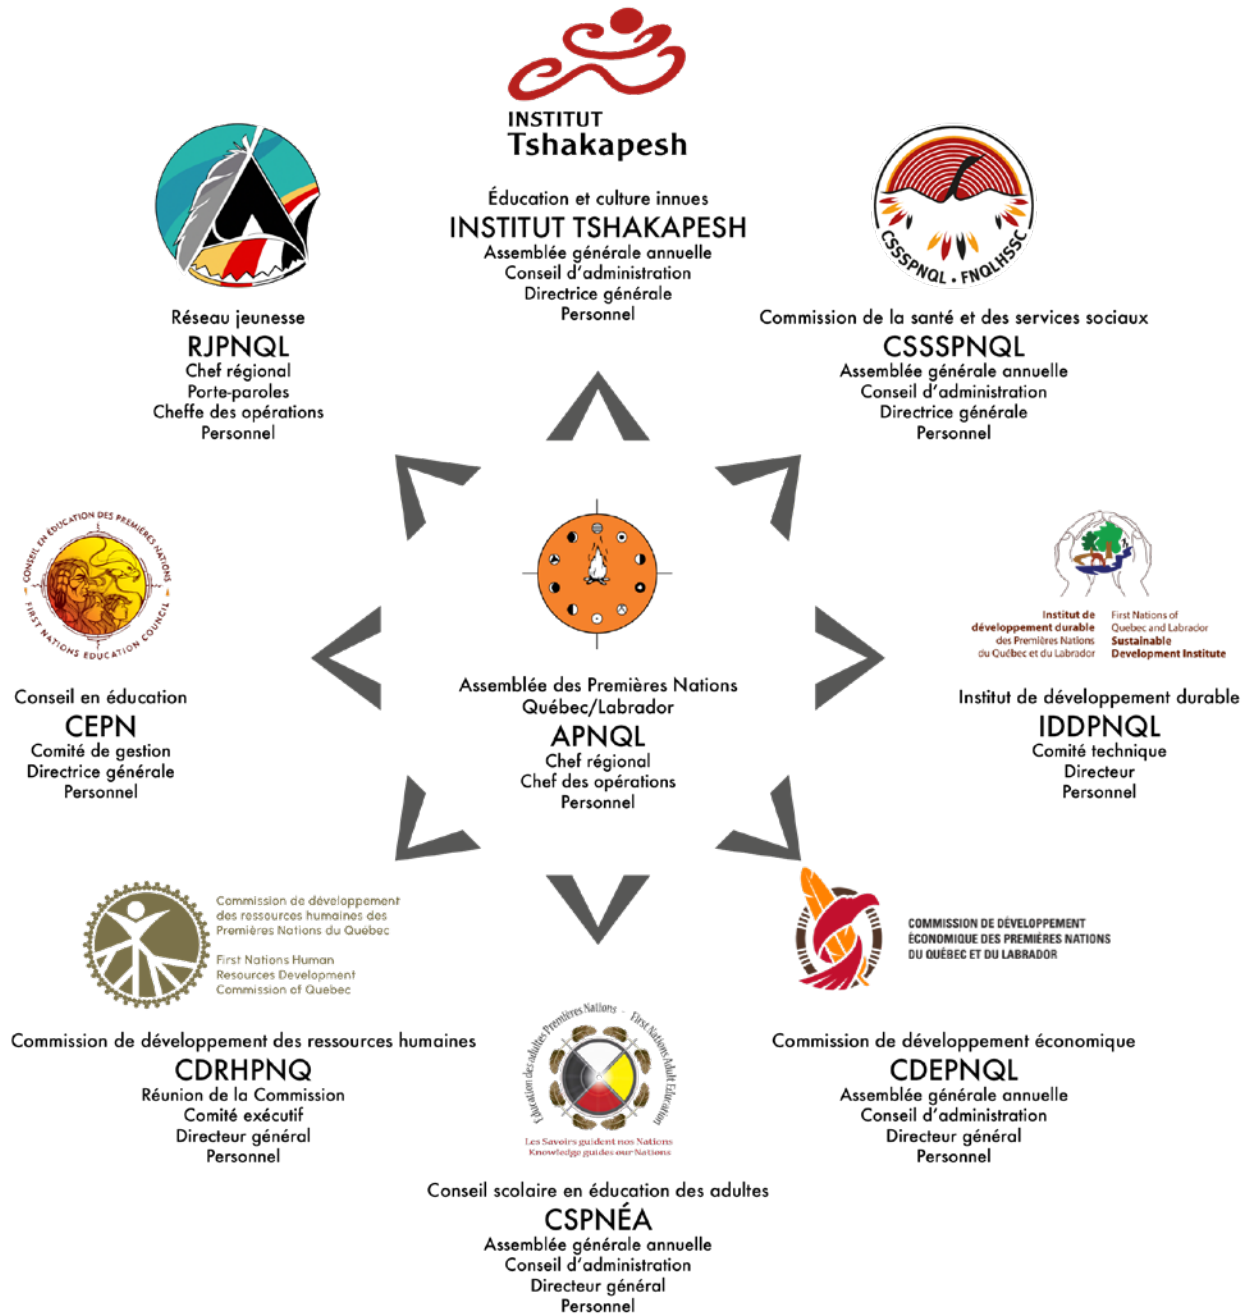 INSTITUT
Tshakapesh
Éducation et culture innues
INSTITUT TSHAKAPESH
Assemblée générale annuelle
Conseil d'administration
Directrice générale
Personnel
Réseau jeunesse
RJPNQL
Chef régional
Porte-paroles
Cheffe des opérations
Personnel
CSSSPNQL • FNQLHSSC
Commission de la santé et des services sociaux
CSSSPNQL
Assemblée générale annuelle
Conseil d'administration
Directrice générale
Personnel
CONSEIL EN ÉDUCATION DES PREMIÈRES NATIONS
FIRST NATIONS EDUCATION COUNCIL
Conseil en éducation
CEPN
Comité de gestion
Directrice générale
Personnel
Assemblée des Premières Nations
Québec/Labrador
APNQL
Chef régional
Chef des opérations
Personnel
Institut de
développement durable
des Premières Nations
du Québec et du Labrador
First Nations of
Quebec and Labrador
Sustainable
Development Institute
Institut de développement durable
IDDPNQL
Comité technique
Directeur
Personnel
Commission de développement
des ressources humaines des
Premières Nations du Québec
First Nations Human
Resources Development
Commission of Quebec
Commission de développement des ressources humaines
CDRHPNQ
Réunion de la Commission
Comité exécutif
Directeur général
Personnel
Éducation des adultes Premières Nations - First Nations Adult Education
Les Savoirs guident nos Nations
Knowledge guides our Nations
Conseil scolaire en éducation des adultes
CSPNÉA
Assemblée générale annuelle
Conseil d'administration
Directeur général
Personnel
COMMISSION DE DÉVELOPPEMENT
ÉCONOMIQUE DES PREMIÈRES NATIONS
DU QUÉBEC ET DU LABRADOR
Commission de développement économique
CDEPNQL
Assemblée générale annuelle
Conseil d'administration
Directeur général
Personnel